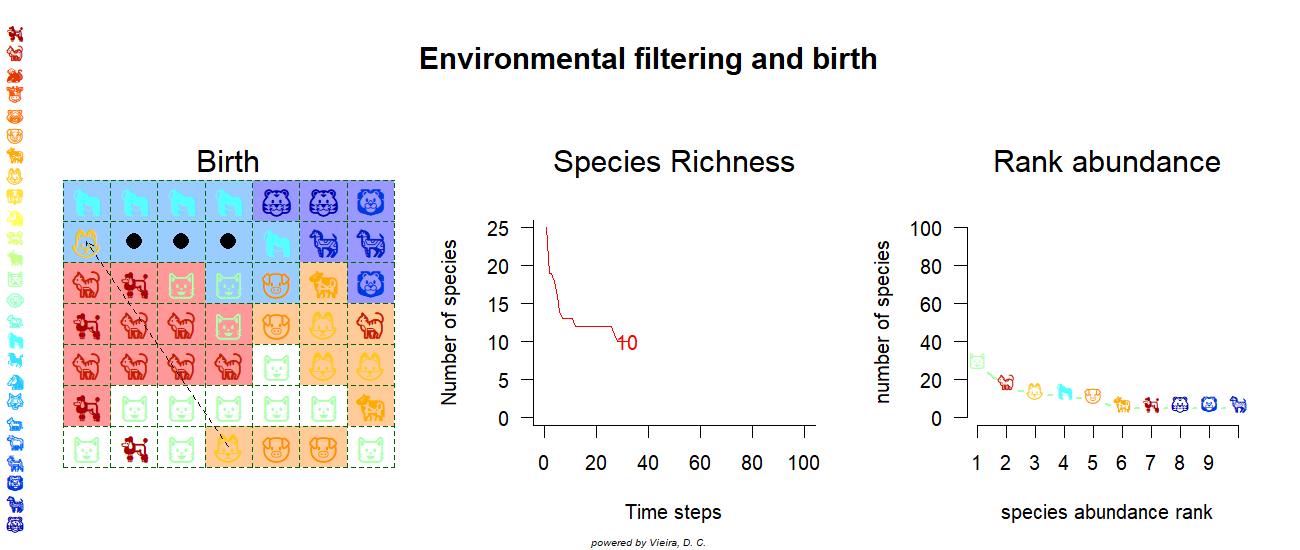 Environmental filtering and birth
Birth
Species Richness
Rank abundance
Number of species
25
20
15
10
5
0
10
0 20 40 60 80 100
Time steps
number of species
100
80
60
40
20
0
1 2 3 4 5 6 7 8 9
species abundance rank
powered by Vieira, D. C.